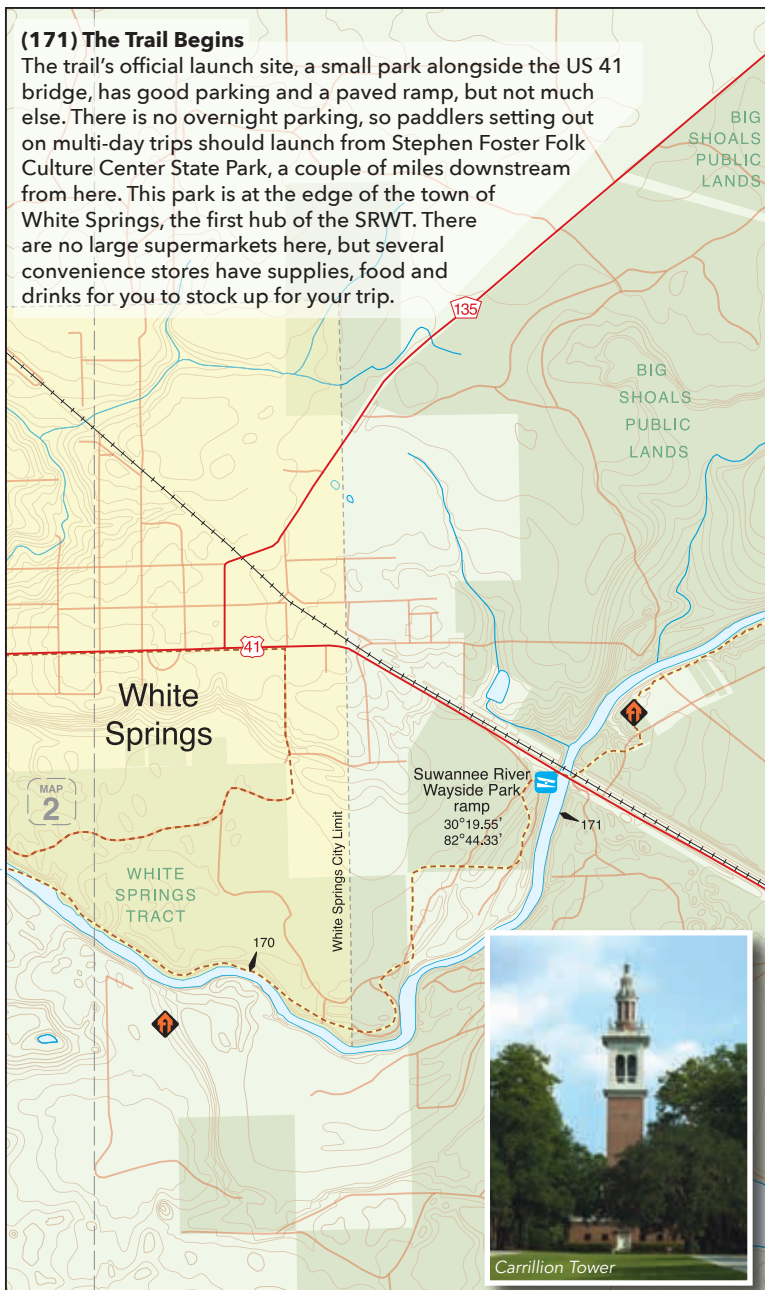 (171) The Trail Begins
The trail's official launch site, a small park alongside the US 41
bridge, has good parking and a paved ramp, but not much
else. There is no overnight parking, so paddlers setting out
on multi-day trips should launch from Stephen Foster Folk
Culture Center State Park, a couple of miles downstream
from here. This park is at the edge of the town of
White Springs, the first hub of the SRWT. There
are no large supermarkets here, but several
convenience stores have supplies, food and
drinks for you to stock up for your trip.
BIG
SHOALS
PUBLIC
LANDS
135
BIG
SHOALS
PUBLIC
LANDS
41
White
Springs
MAP
2
Suwannee River
Wayside Park
ramp
30°19.55'
82°44.33'
171
White Springs City Limit
WHITE
SPRINGS
TRACT
170
Carrillion Tower